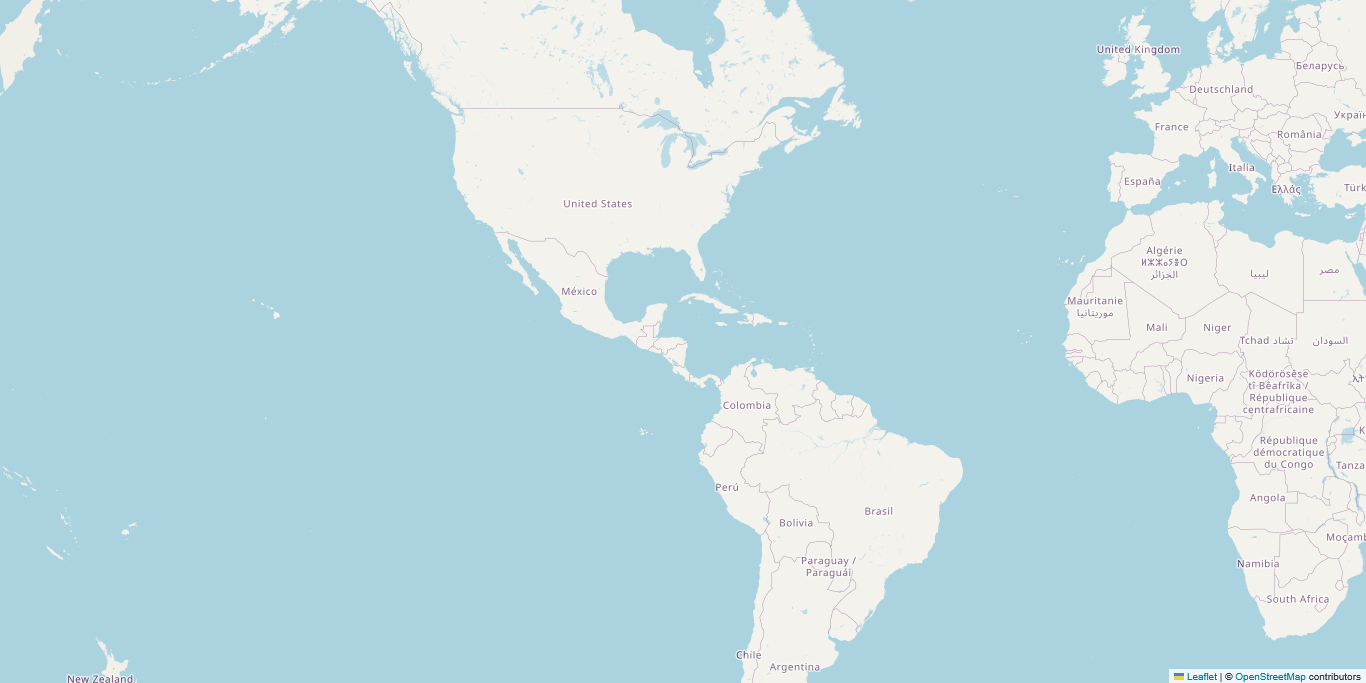 United Kingdom
Беларусь
Deutschland
Україн
France
România
Italia
España
Ελλάς
Türk
United States
Algérie
ⵍⵣⵣⴰⵢⴻⵔ
الجزائر
ليبيا
مصر
México
Mauritanie
موريتانيا
Mali
Niger
Tchad تشاد
السودان
Nigeria
Ködörösêse
tî Bêafrîka /
République
centrafricaine
Colombia
K
République
démocratique
du Congo
Tanza
Perú
Angola
Brasil
Bolivia
Moçamb
Paraguay /
Paraguái
Namibia
South Africa
Chile
Argentina
New Zealand
Leaflet | © OpenStreetMap contributors